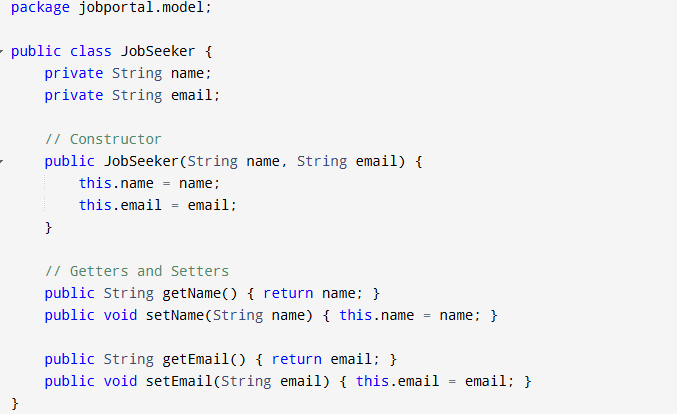 package jobportal.model;
public class JobSeeker {
private String name;
private String email;
// Constructor
public JobSeeker(String name, String email) {
this.name = name;
this.email = email;
}
// Getters and Setters
public String getName() { return name; }
public void setName(String name) { this.name = name; }
public String getEmail() { return email; }
public void setEmail(String email) { this.email = email; }
}